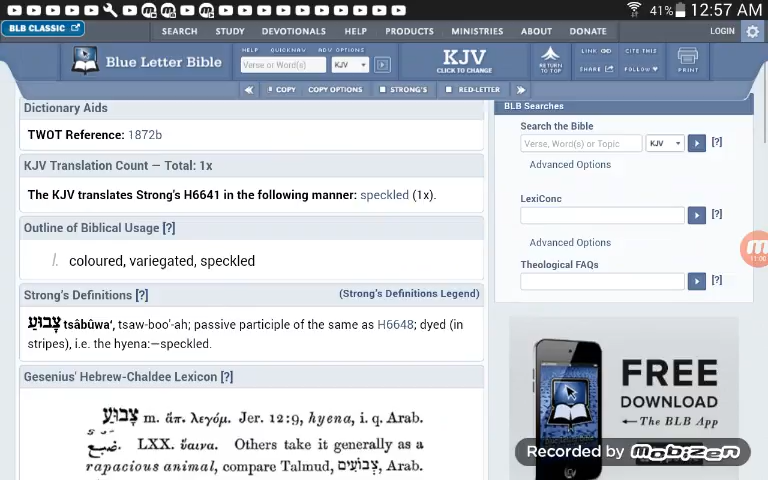 41% 12:57 AM
BLB CLASSIC
SEARCH STUDY DEVOTIONALS HELP PRODUCTS MINISTRIES ABOUT DONATE LOGIN
Blue Letter Bible
HELP QUICKNAV ADV OPTIONS
Verse or Word(s) KJV
KJV
CLICK TO CHANGE
RETURN TO TOP
LINK CITE THIS
SHARE FOLLOW
PRINT
COPY COPY OPTIONS STRONG'S RED-LETTER
Dictionary Aids
TWOT Reference: 1872b
KJV Translation Count — Total: 1x
The KJV translates Strong's H6641 in the following manner: speckled (1x).
Outline of Biblical Usage [?]
I. coloured, variegated, speckled
Strong's Definitions [?] (Strong's Definitions Legend)
צָבוּעַ tsâbûwaʻ, tsaw-boo'-ah; passive participle of the same as H6648; dyed (in
stripes), i.e. the hyena:—speckled.
Gesenius' Hebrew-Chaldee Lexicon [?]
צָבוּעַ m. ἅπ. λεγόμ. Jer. 12:9, hyena, i. q. Arab.
LXX. ὕαινα. Others take it generally as a
rapacious animal, compare Talmud, צְבוֹעִים, Arab.
BLB Searches
Search the Bible
Verse, Word(s) or Topic KJV [?]
Advanced Options
LexiConc
[?]
Advanced Options
Theological FAQs
[?]
FREE
DOWNLOAD
The BLB App
Recorded by
mobizen